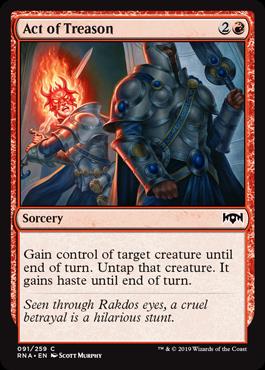 Act of Treason 2
Sorcery
Gain control of target creature until
end of turn. Untap that creature. It
gains haste until end of turn.
Seen through Rakdos eyes, a cruel
betrayal is a hilarious stunt.
091/259 C
RNA • EN Scott Murphy ™ & © 2019 Wizards of the Coast